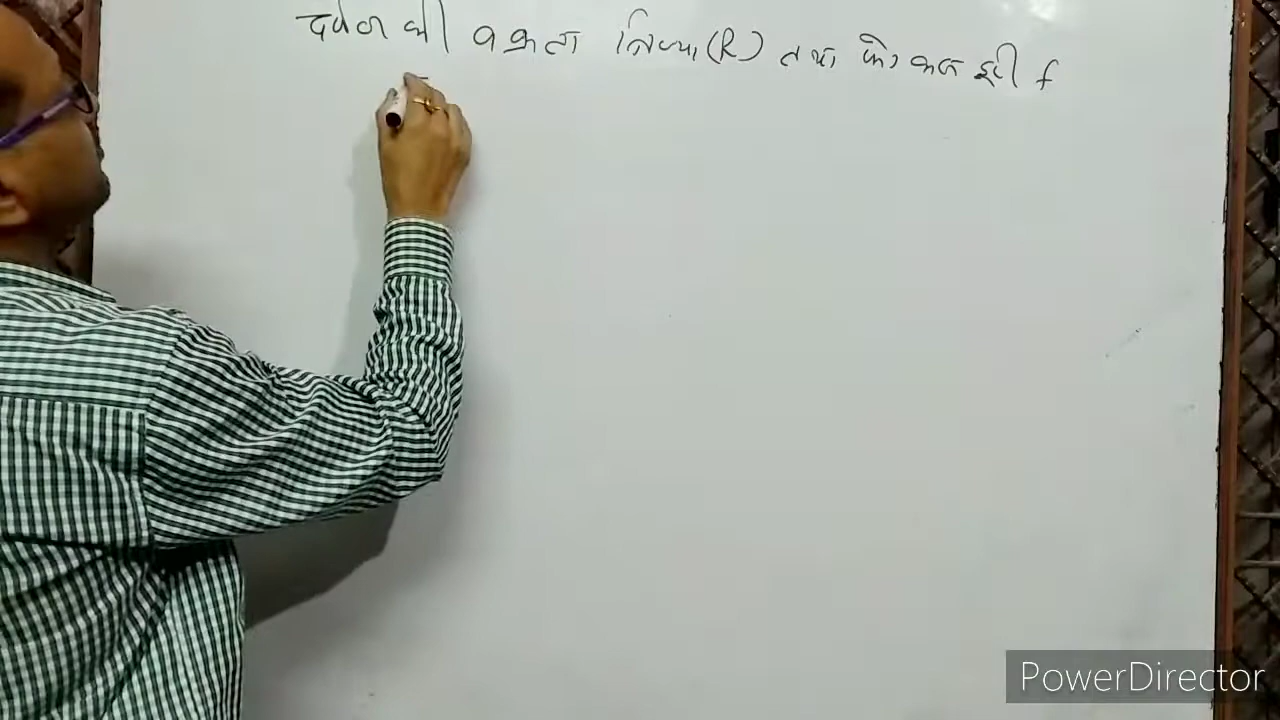 दर्पण की वक्रता त्रिज्या (R) तथा फोकस दूरी f
PowerDirector